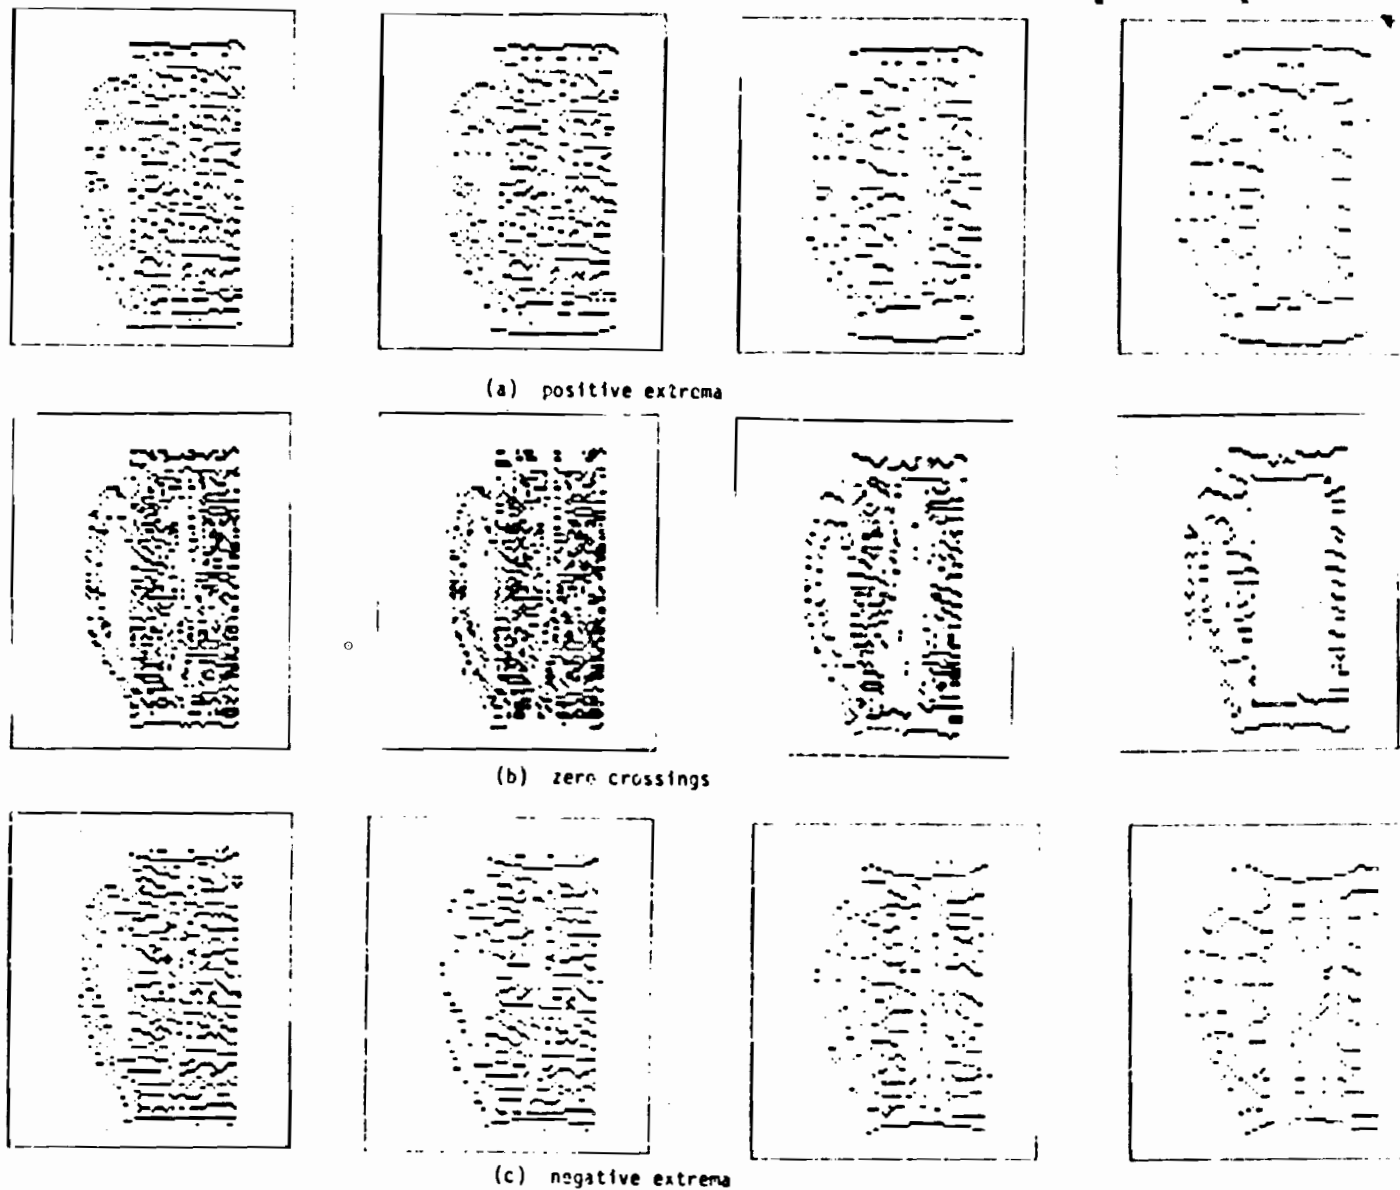 (a) positive extrema
(b) zero crossings
(c) negative extrema